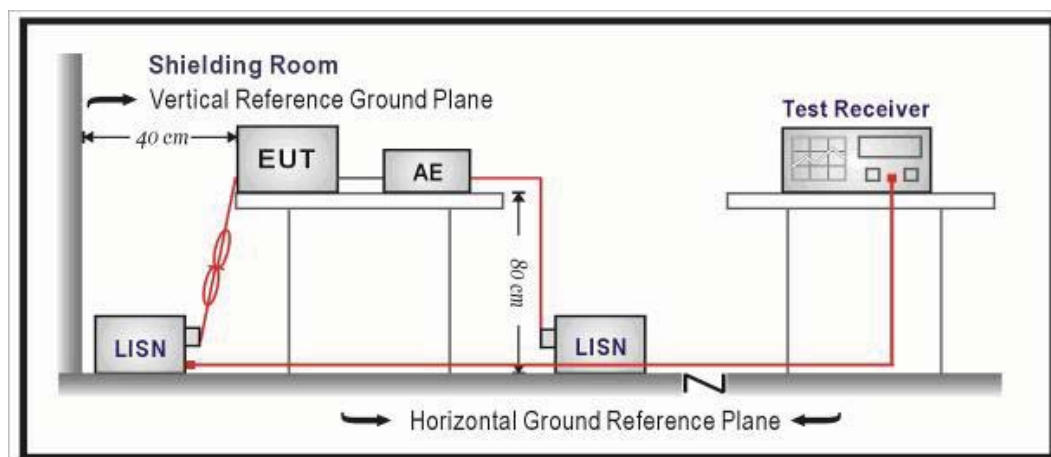 Shielding Room
Vertical Reference Ground Plane
40 cm
EUT
AE
Test Receiver
80 cm
LISN
LISN
Horizontal Ground Reference Plane